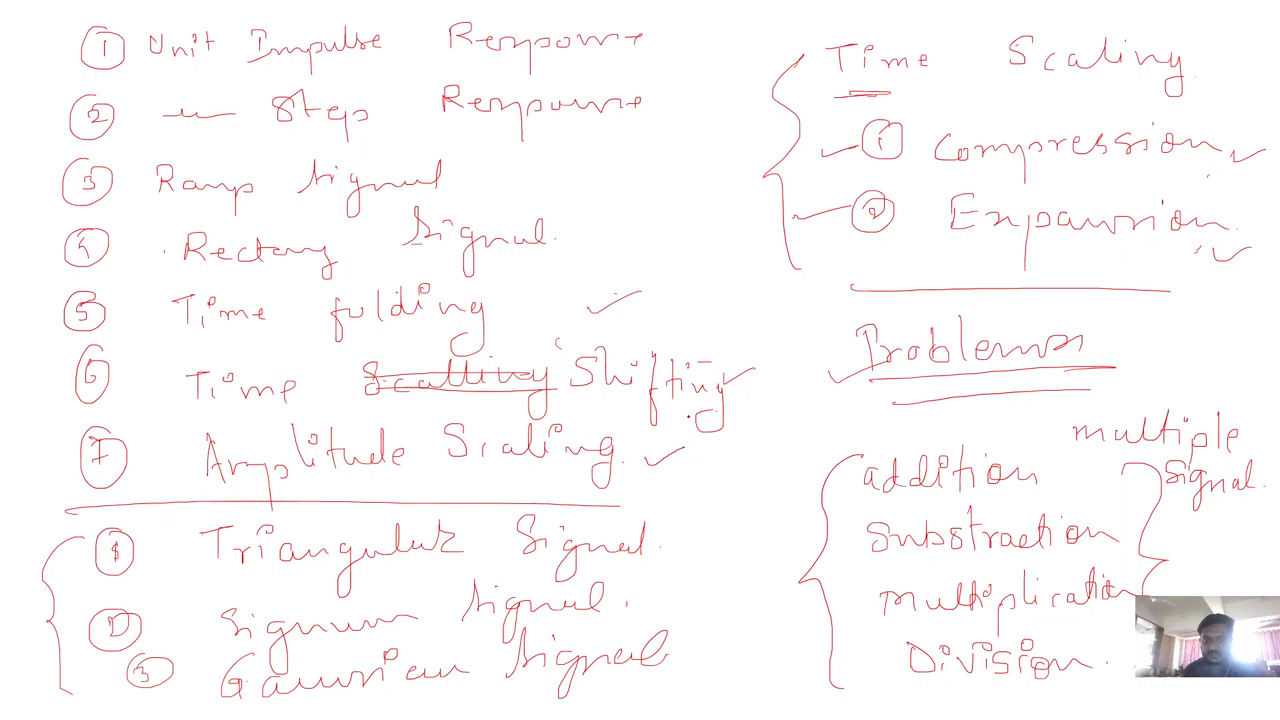 ① Unit Impulse Response
② —"— Step Response
③ Ramp Signal
④ Rectang Signal.
⑤ Time folding ✓
⑥ Time Scalling Shifting ✓
⑦ Amplitude Scaling. ✓
① Triangular Signal.
② Signum Signal.
③ Gaussian Signal
Time Scaling
① Compression ✓
② Expansion ✓
Problems
multiple
Signal.
addition
Substraction
multiplication
Division.